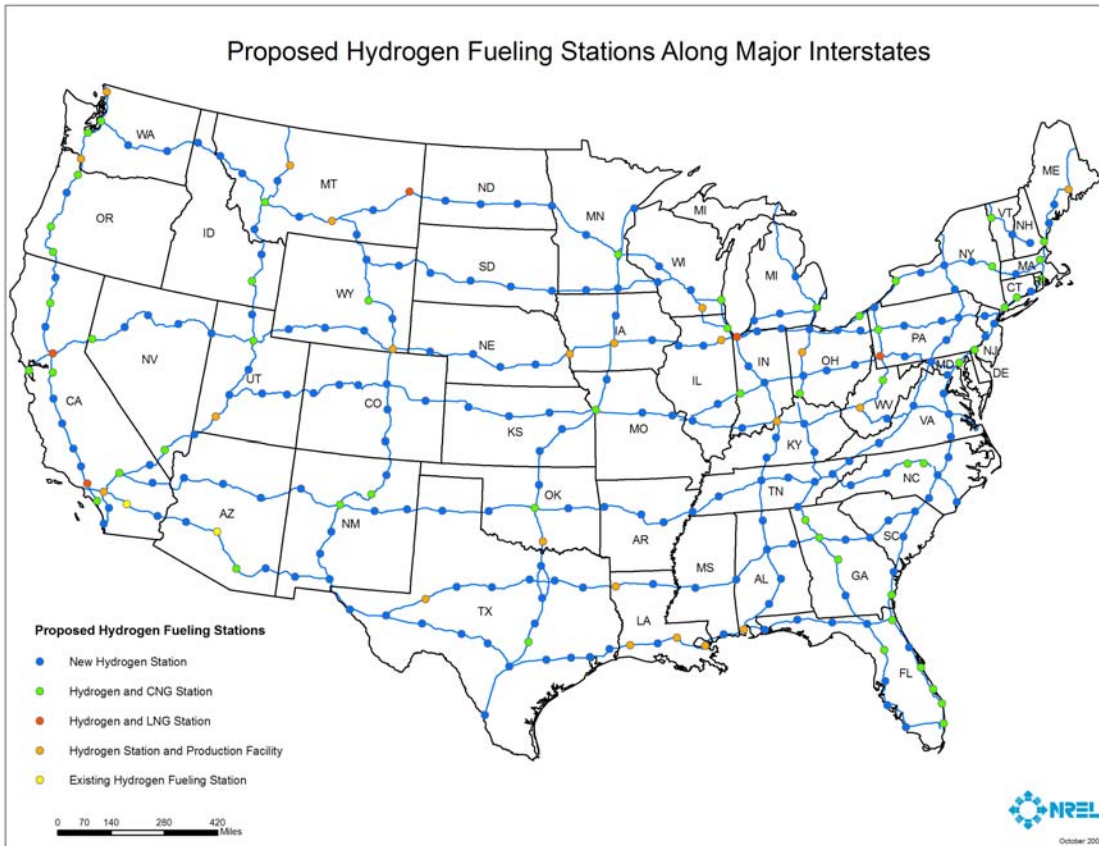 Proposed Hydrogen Fueling Stations Along Major Interstates
WA
MT
ND
MN
MI
ME
VT
NH
OR
ID
SD
WI
MI
NY
MA
CT
WY
IA
NE
PA
NJ
NV
UT
IL
IN
OH
MD
DE
CA
CO
KS
MO
WV
VA
KY
NC
TN
OK
AZ
NM
AR
SC
MS
AL
GA
TX
LA
FL
Proposed Hydrogen Fueling Stations
New Hydrogen Station
Hydrogen and CNG Station
Hydrogen and LNG Station
Hydrogen Station and Production Facility
Existing Hydrogen Fueling Station
0 70 140 280 420
Miles
NREL
October